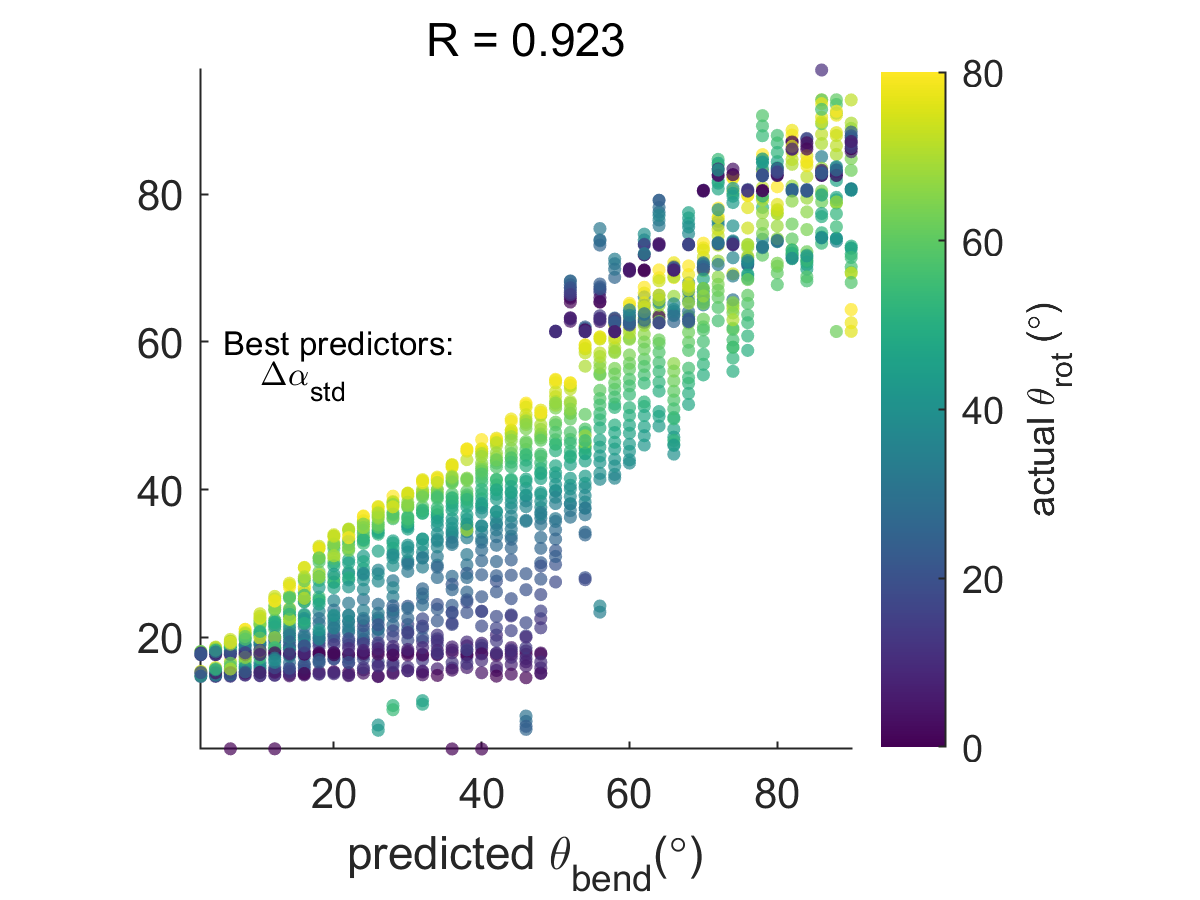 R = 0.923
80
60
40
20
Best predictors:
Δα_std
20 40 60 80
predicted θ_bend(°)
80
60
40
20
0
actual θ_rot (°)